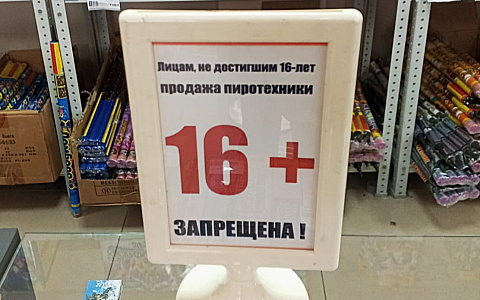 Лицам, не достигшим 16-лет
продажа пиротехники
16 +
ЗАПРЕЩЕНА !